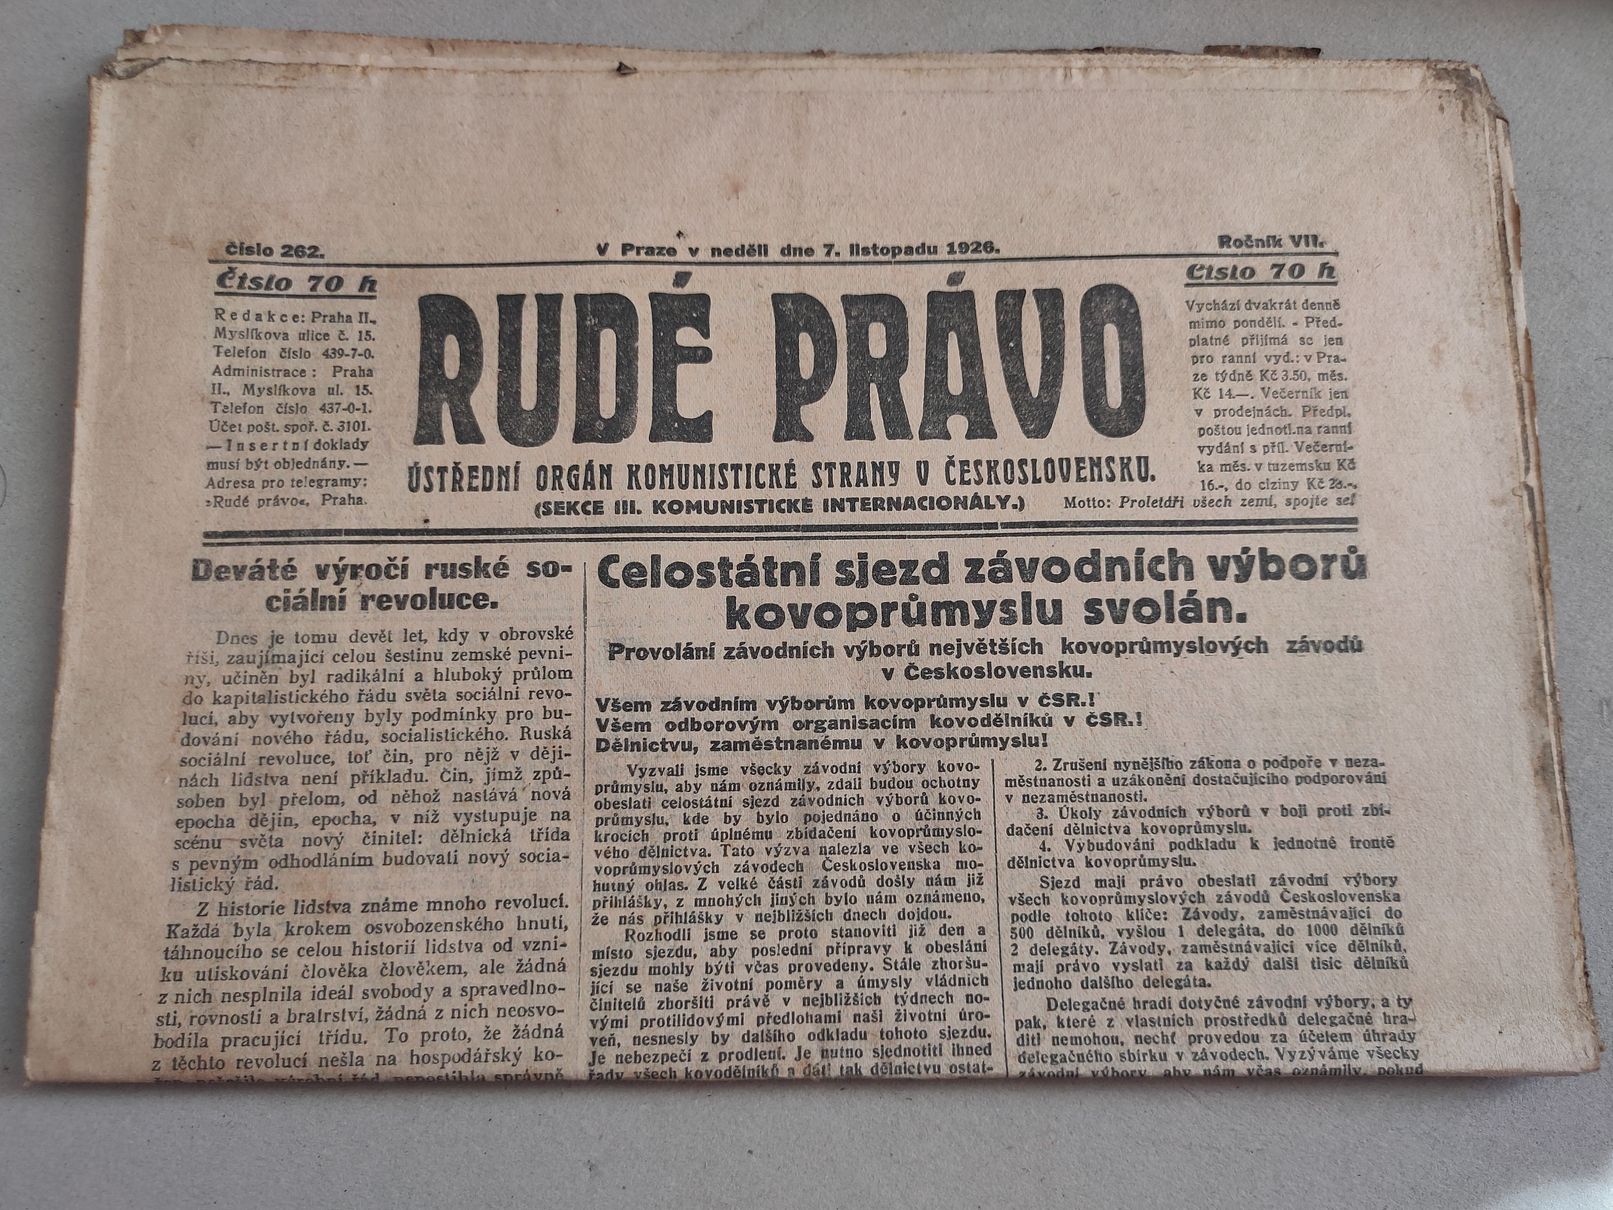 číslo 262.
V Praze v neděli dne 7. listopadu 1926.
Ročník VII.
Číslo 70 h
Redakce: Praha II.,
Myslíkova ulice č. 15.
Telefon číslo 439-7-0.
Administrace: Praha
II., Myslíkova ul. 15.
Telefon číslo 437-0-1.
Účet pošt. spoř. č. 3101.
—Insertní doklady
musí být objednány.—
Adresa pro telegramy:
»Rudé právo«, Praha.
RUDÉ PRÁVO
ÚSTŘEDNÍ ORGÁN KOMUNISTICKÉ STRANY V ČESKOSLOVENSKU.
(SEKCE III. KOMUNISTICKÉ INTERNACIONÁLY.)
Číslo 70 h
Vychází dvakrát denně
mimo pondělí. - Před-
platné přijímá se jen
pro ranní vyd.: v Pra-
ze týdně Kč 3.50, měs.
Kč 14.—. Večerník jen
v prodejnách. Předpl.
poštou jednotl. na ranní
vydání s příl. Večerní-
ka měs. v tuzemsku Kč
16.-, do ciziny Kč 28.-.
Motto: Proletáři všech zemí, spojte se!
Deváté výročí ruské so-
ciální revoluce.
Dnes je tomu devět let, kdy v obrovské
říši, zaujímající celou šestinu zemské pevni-
ny, učiněn byl radikální a hluboký průlom
do kapitalistického řádu světa sociální revo-
lucí, aby vytvořeny byly podmínky pro bu-
dování nového řádu, socialistického. Ruská
sociální revoluce, toť čin, pro nějž v ději-
nách lidstva není příkladu. Čin, jímž způ-
soben byl přelom, od něhož nastává nová
epocha dějin, epocha, v níž vystupuje na
scénu světa nový činitel: dělnická třída
s pevným odhodláním budovati nový socia-
listický řád.
Z historie lidstva známe mnoho revolucí.
Každá byla krokem osvobozenského hnutí,
táhnoucího se celou historií lidstva od vzni-
ku utiskování člověka člověkem, ale žádná
z nich nesplnila ideál svobody a spravedlno-
sti, rovnosti a bratrství, žádná z nich neosvo-
bodila pracující třídu. To proto, že žádná
z těchto revolucí nešla na hospodářský ko-
Celostátní sjezd závodních výborů
kovoprůmyslu svolán.
Provolání závodních výborů největších kovoprůmyslových závodů
v Československu.
Všem závodním výborům kovoprůmyslu v ČSR.!
Všem odborovým organisacím kovodělníků v ČSR.!
Dělnictvu, zaměstnanému v kovoprůmyslu!
Vyzvali jsme všecky závodní výbory kovo-
průmyslu, aby nám oznámily, zdali budou ochotny
obeslati celostátní sjezd závodních výborů kovo-
průmyslu, kde by bylo pojednáno o účinných
krocích proti úplnému zbídačení kovoprůmyslo-
vého dělnictva. Tato výzva nalezla ve všech ko-
voprůmyslových závodech Československa mo-
hutný ohlas. Z velké části závodů došly nám již
přihlášky, z mnohých jiných bylo nám oznámeno,
že nás přihlášky v nejbližších dnech dojdou.
Rozhodli jsme se proto stanoviti již den a
místo sjezdu, aby poslední přípravy k obeslání
sjezdu mohly býti včas provedeny. Stále zhoršu-
jící se naše životní poměry a úmysly vládních
činitelů zhoršiti právě v nejbližších týdnech no-
vými protilidovými předlohami naši životní úro-
veň, nesnesly by dalšího odkladu tohoto sjezdu.
Je nebezpečí z prodlení. Je nutno sjednotiti ihned
řady všech kovodělníků a dáti tak dělnictvu ostat-
2. Zrušení nynějšího zákona o podpoře v neza-
městnanosti a uzákonění dostačujícího podporování
v nezaměstnanosti.
3. Úkoly závodních výborů v boji proti zbí-
dačení dělnictva kovoprůmyslu.
4. Vybudování podkladu k jednotné frontě
dělnictva kovoprůmyslu.
Sjezd mají právo obeslati závodní výbory
všech kovoprůmyslových závodů Československa
podle tohoto klíče: Závody, zaměstnávající do
500 dělníků, vyšlou 1 delegáta, do 1000 dělníků
2 delegáty. Závody, zaměstnávající více dělníků,
mají právo vyslati za každý další tisíc dělníků
jednoho dalšího delegáta.
Delegačné hradí dotyčné závodní výbory, a ty
pak, které z vlastních prostředků delegačné hra-
diti nemohou, nechť provedou za účelem úhrady
delegačného sbírku v závodech. Vyzýváme všecky
závodní výbory, aby nám včas oznámily, pokud